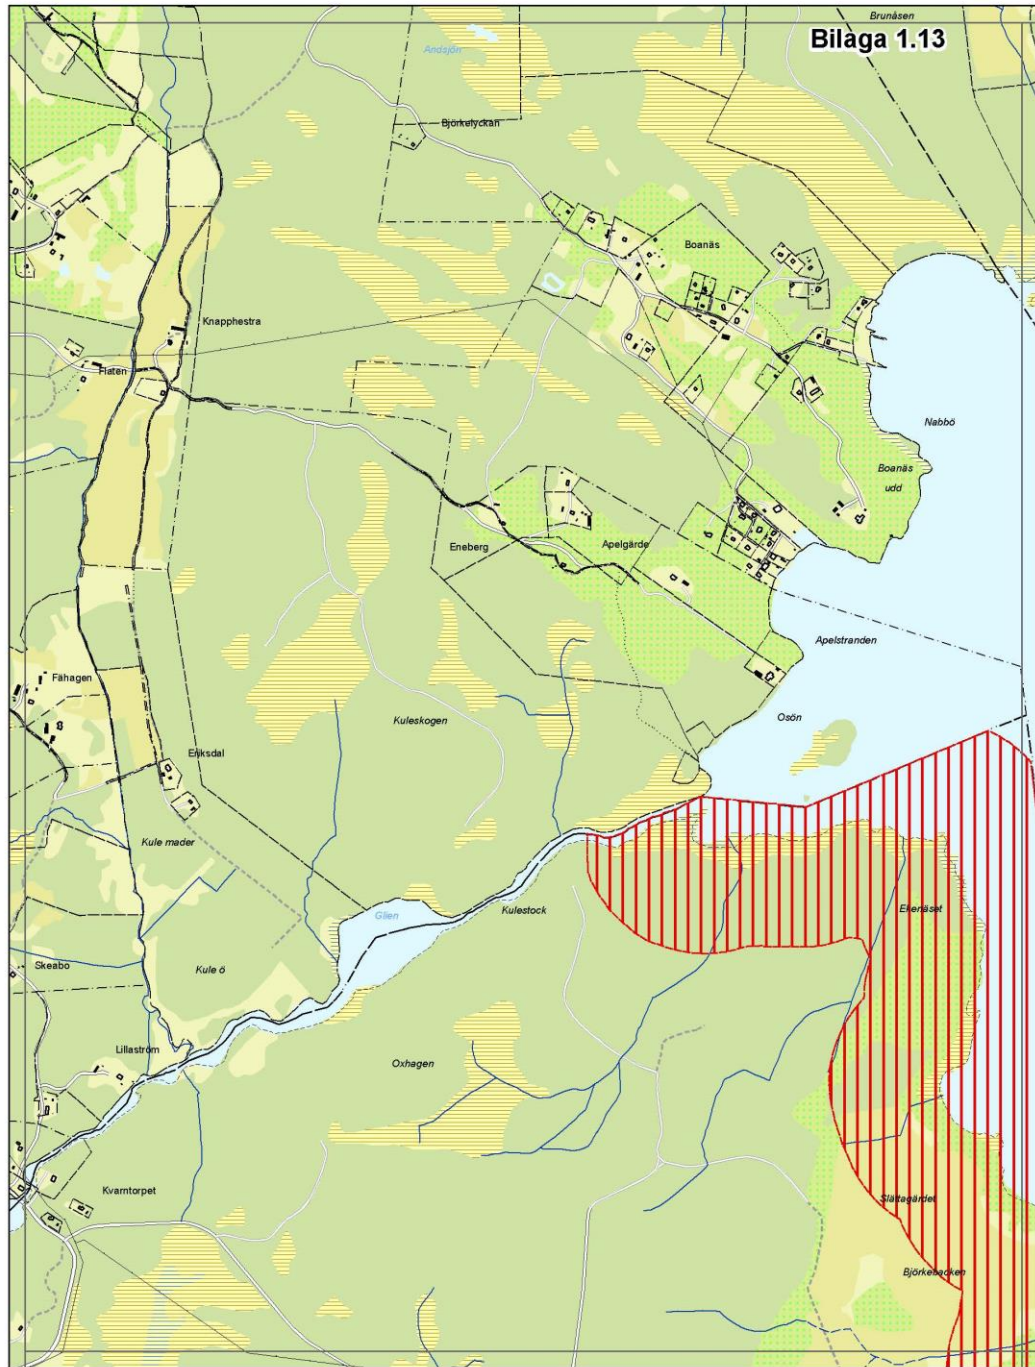 Brunåsen
Bilaga 1.13
Andsjön
Björkelyckan
Boanäs
Knapphestra
Flaten
Nabbö
Boanäs
udd
Eneberg
Apelgärde
Apelstranden
Fähagen
Kuleskogen
Osön
Eriksdal
Kule mader
Glien
Kulestock
Ekenäset
Skeabo
Kule ö
Lillaström
Oxhagen
Kvarntorpet
Slättagärdet
Björkebacken